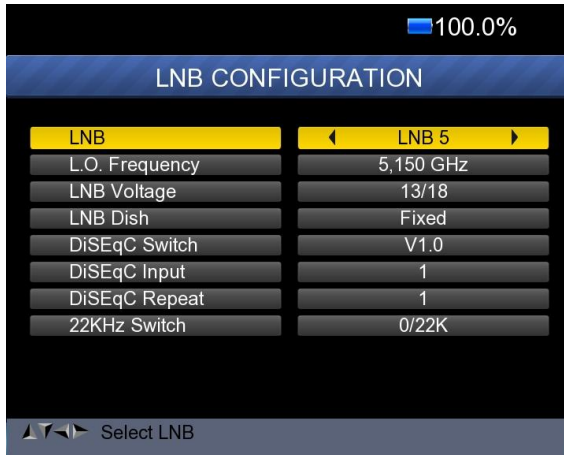 100.0%
LNB CONFIGURATION
LNB LNB 5
L.O. Frequency 5,150 GHz
LNB Voltage 13/18
LNB Dish Fixed
DiSEqC Switch V1.0
DiSEqC Input 1
DiSEqC Repeat 1
22KHz Switch 0/22K
Select LNB